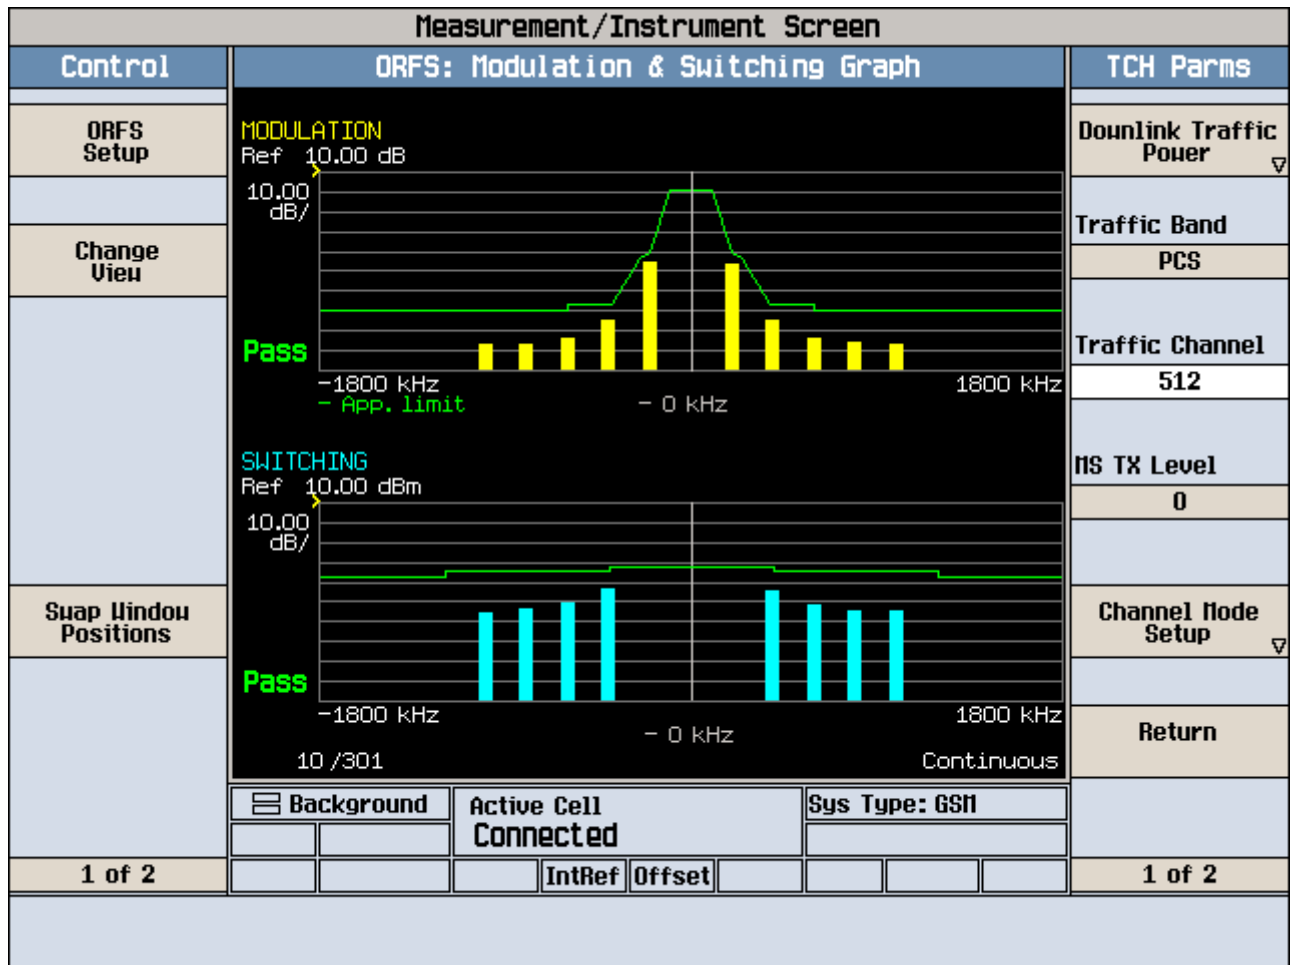 Measurement/Instrument Screen
Control
ORFS: Modulation & Switching Graph
TCH Parms
ORFS
Setup
Change
View
Swap Window
Positions
1 of 2
MODULATION
Ref 10.00 dB
10.00
dB/
Pass
-1800 kHz
1800 kHz
- App. limit
- 0 kHz
SWITCHING
Ref 10.00 dBm
10.00
dB/
Pass
-1800 kHz
1800 kHz
- 0 kHz
10 /301
Continuous
Downlink Traffic
Power
Traffic Band
PCS
Traffic Channel
512
MS TX Level
0
Channel Mode
Setup
Return
1 of 2
Background
Active Cell
Connected
Sys Type: GSM
IntRef
Offset